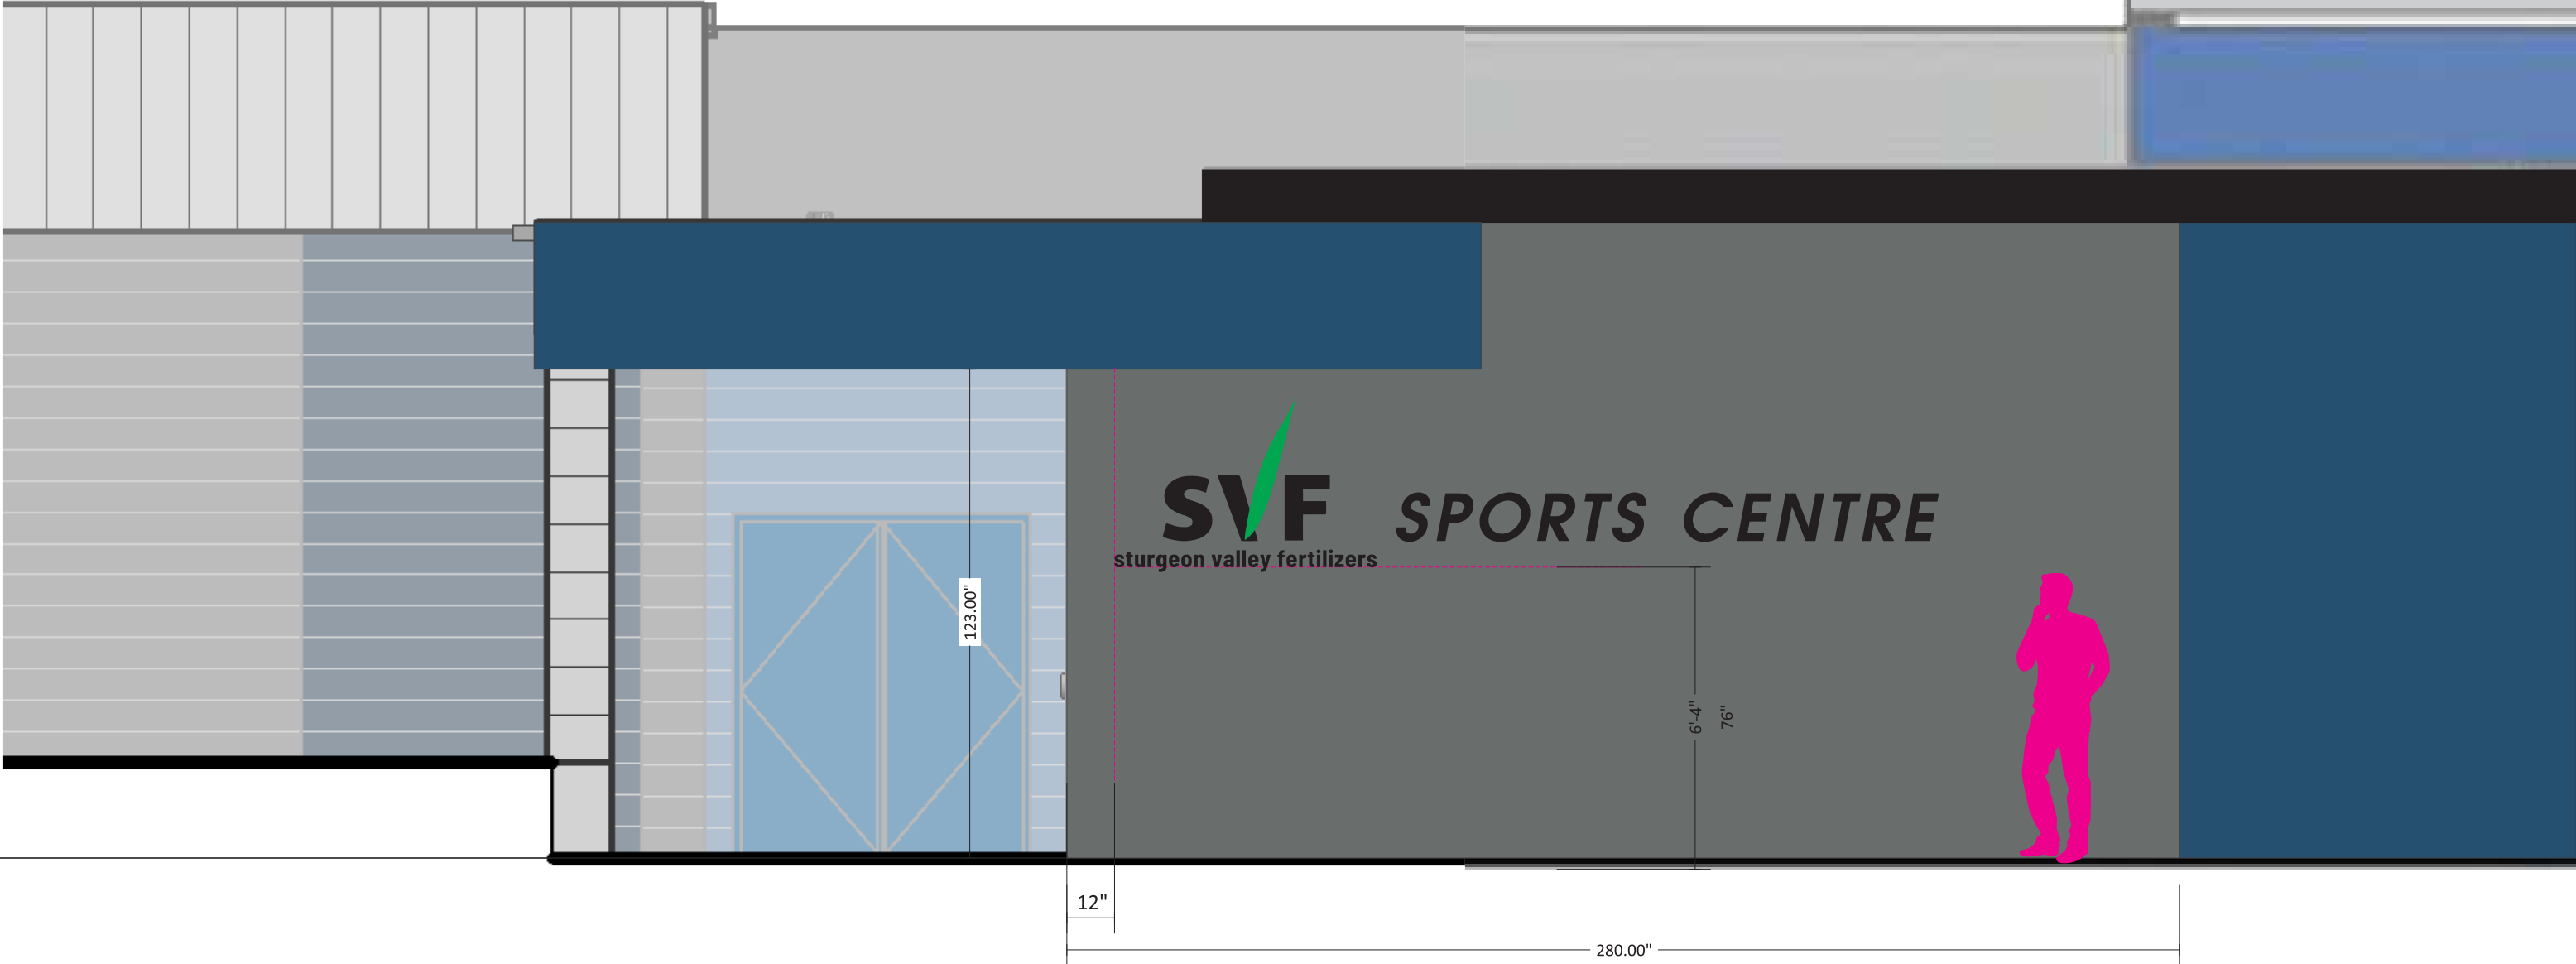 SVF SPORTS CENTRE
sturgeon valley fertilizers
123.00"
6'-4"
76"
12"
280.00"